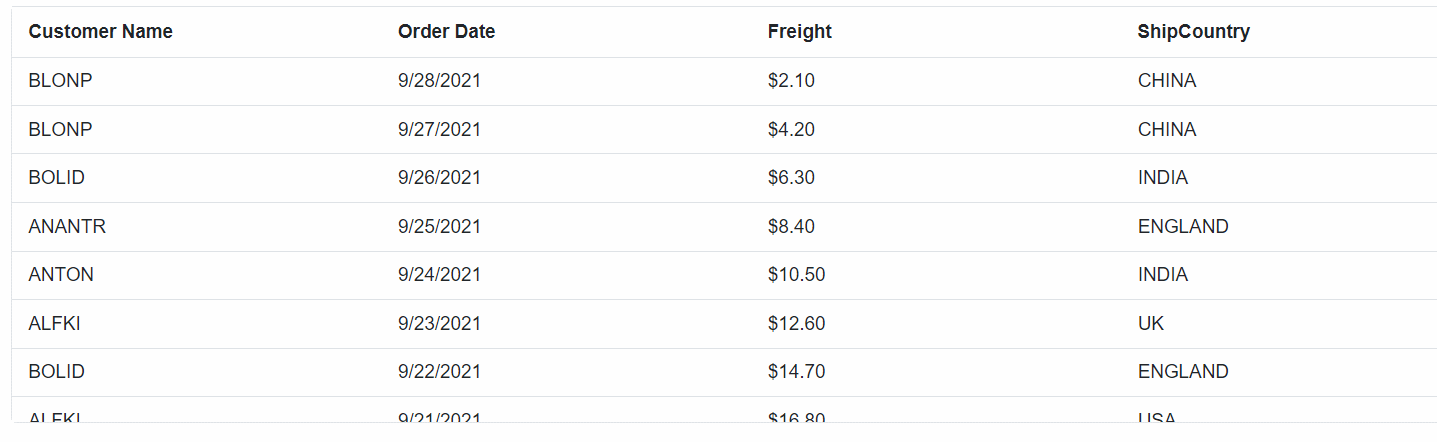 Customer Name Order Date Freight ShipCountry
BLONP 9/28/2021 $2.10 CHINA
BLONP 9/27/2021 $4.20 CHINA
BOLID 9/26/2021 $6.30 INDIA
ANANTR 9/25/2021 $8.40 ENGLAND
ANTON 9/24/2021 $10.50 INDIA
ALFKI 9/23/2021 $12.60 UK
BOLID 9/22/2021 $14.70 ENGLAND
ALFKI 9/21/2021 $16.80 USA